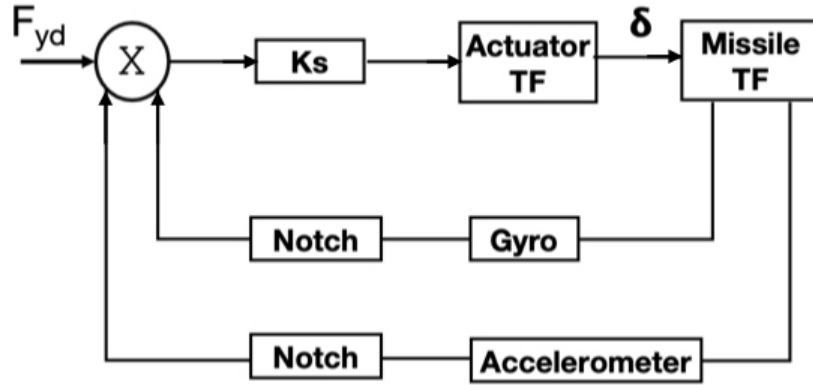 F_yd
X
Ks
Actuator
TF
δ
Missile
TF
Notch
Gyro
Notch
Accelerometer